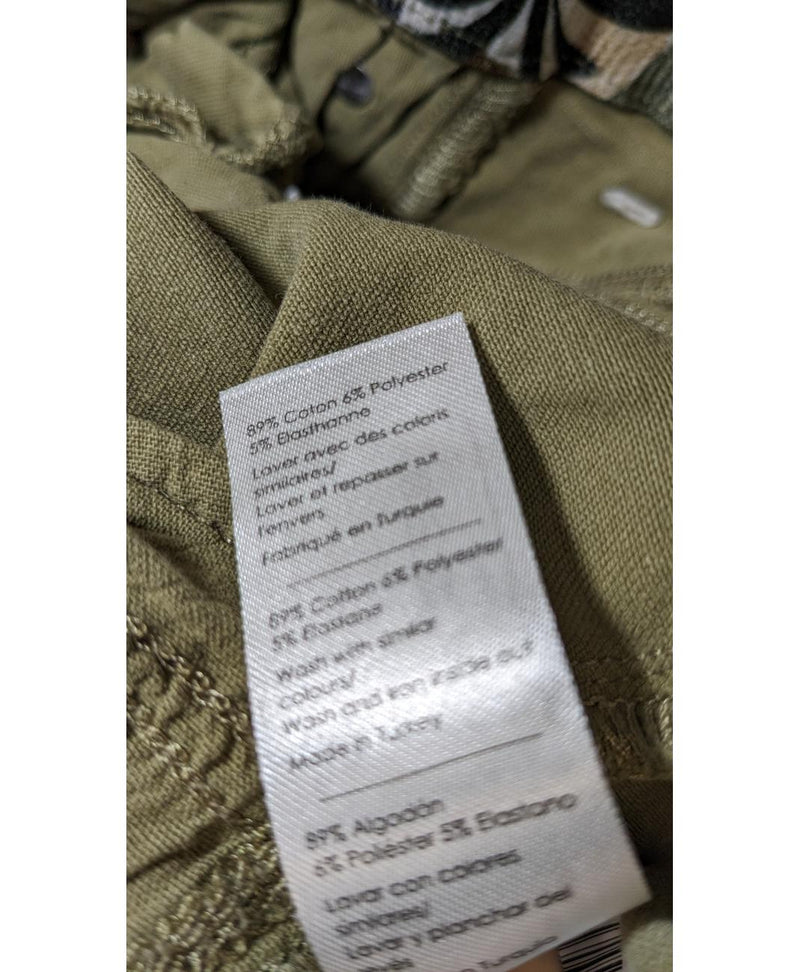 89% Coton 6% Polyester
5% Elasthanne
Laver avec des coloris
similaires/
Laver et repasser sur
l'envers
Fabriqué en Turquie
89% Cotton 6% Polyester
5% Elastane
Wash with similar
colours/
Wash and iron inside out
Made in Turkey
89% Algodón
6% Poliéster 5% Elastano
Lavar con colores
similares/
Lavar y planchar del
Turquía